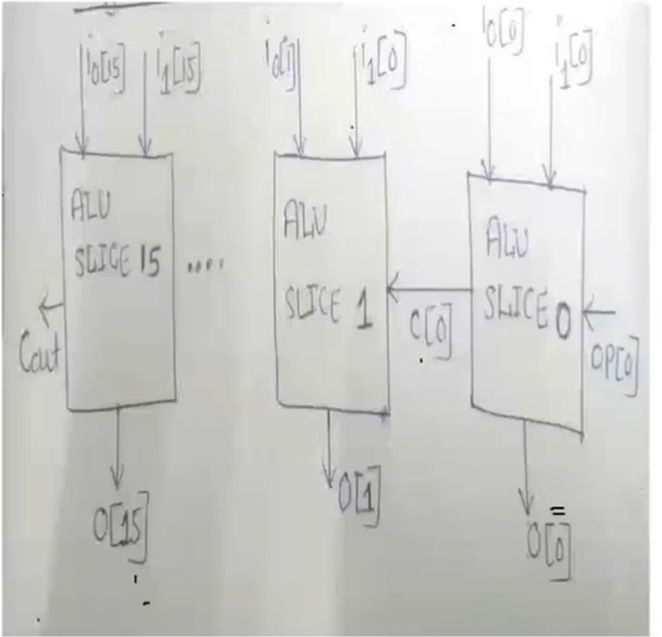 i0[15] i1[15]
i0[1] i1[0]
i0[0] i1[0]
ALU
SLICE 15
....
ALU
SLICE 1
ALU
SLICE 0
Cout
C[0]
OP[0]
O[15]
O[1]
O[0]